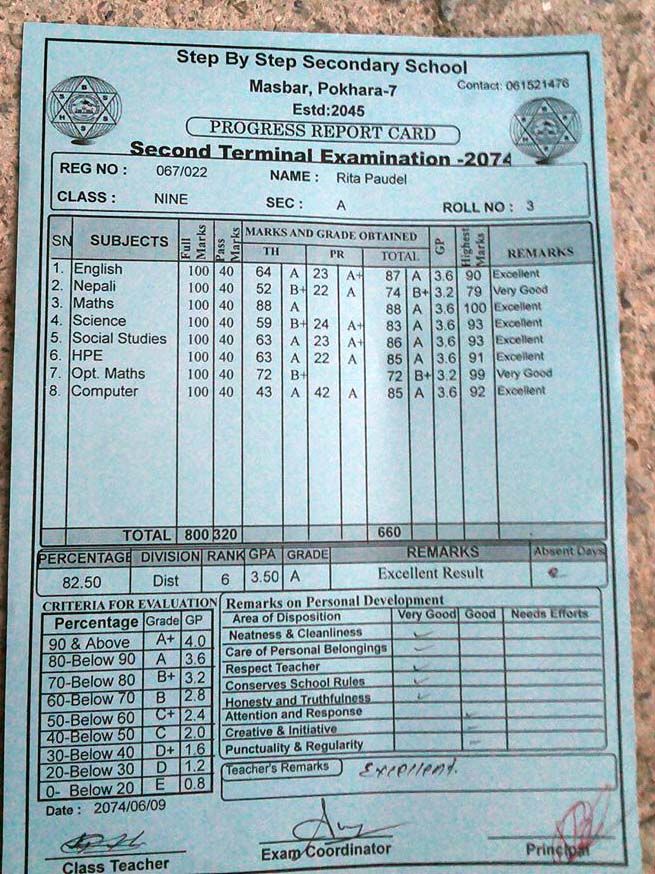 Step By Step Secondary School
Masbar, Pokhara-7
Contact: 061521476
Estd:2045
PROGRESS REPORT CARD
Second Terminal Examination -2074
REG NO : 067/022 NAME : Rita Paudel
CLASS : NINE SEC : A ROLL NO : 3
SN SUBJECTS Full Marks Pass Marks MARKS AND GRADE OBTAINED GP Highest Marks REMARKS
TH PR TOTAL
1. English 100 40 64 A 23 A+ 87 A 3.6 90 Excellent
2. Nepali 100 40 52 B+ 22 A 74 B+ 3.2 79 Very Good
3. Maths 100 40 88 A 88 A 3.6 100 Excellent
4. Science 100 40 59 B+ 24 A+ 83 A 3.6 93 Excellent
5. Social Studies 100 40 63 A 23 A+ 86 A 3.6 93 Excellent
6. HPE 100 40 63 A 22 A 85 A 3.6 91 Excellent
7. Opt. Maths 100 40 72 B+ 72 B+ 3.2 99 Very Good
8. Computer 100 40 43 A 42 A 85 A 3.6 92 Excellent
TOTAL 800 320 660
PERCENTAGE DIVISION RANK GPA GRADE REMARKS Absent Days
82.50 Dist 6 3.50 A Excellent Result
CRITERIA FOR EVALUATION
Percentage Grade GP
90 & Above A+ 4.0
80-Below 90 A 3.6
70-Below 80 B+ 3.2
60-Below 70 B 2.8
50-Below 60 C+ 2.4
40-Below 50 C 2.0
30-Below 40 D+ 1.6
20-Below 30 D 1.2
0- Below 20 E 0.8
Remarks on Personal Development
Area of Disposition Very Good Good Needs Efforts
Neatness & Cleanliness
Care of Personal Belongings
Respect Teacher
Conserves School Rules
Honesty and Truthfulness
Attention and Response
Creative & Initiative
Punctuality & Regularity
Teacher's Remarks Excellent.
Date : 2074/06/09
Class Teacher
Exam Coordinator
Principal